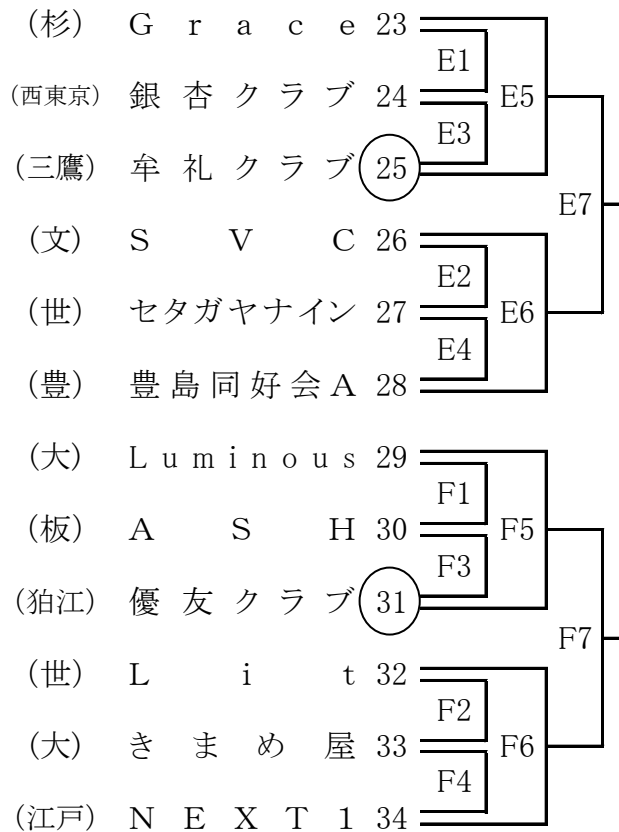 (杉) Grace 23
E1
(西東京) 銀杏クラブ 24 E5
E3
(三鷹) 牟礼クラブ 25
E7
(文) SVC 26
E2
(世) セタガヤナイン 27 E6
E4
(豊) 豊島同好会A 28
(大) Luminous 29
F1
(板) ASH 30 F5
F3
(狛江) 優友クラブ 31
F7
(世) Lit 32
F2
(大) きまめ屋 33 F6
F4
(江戸) NEXT1 34